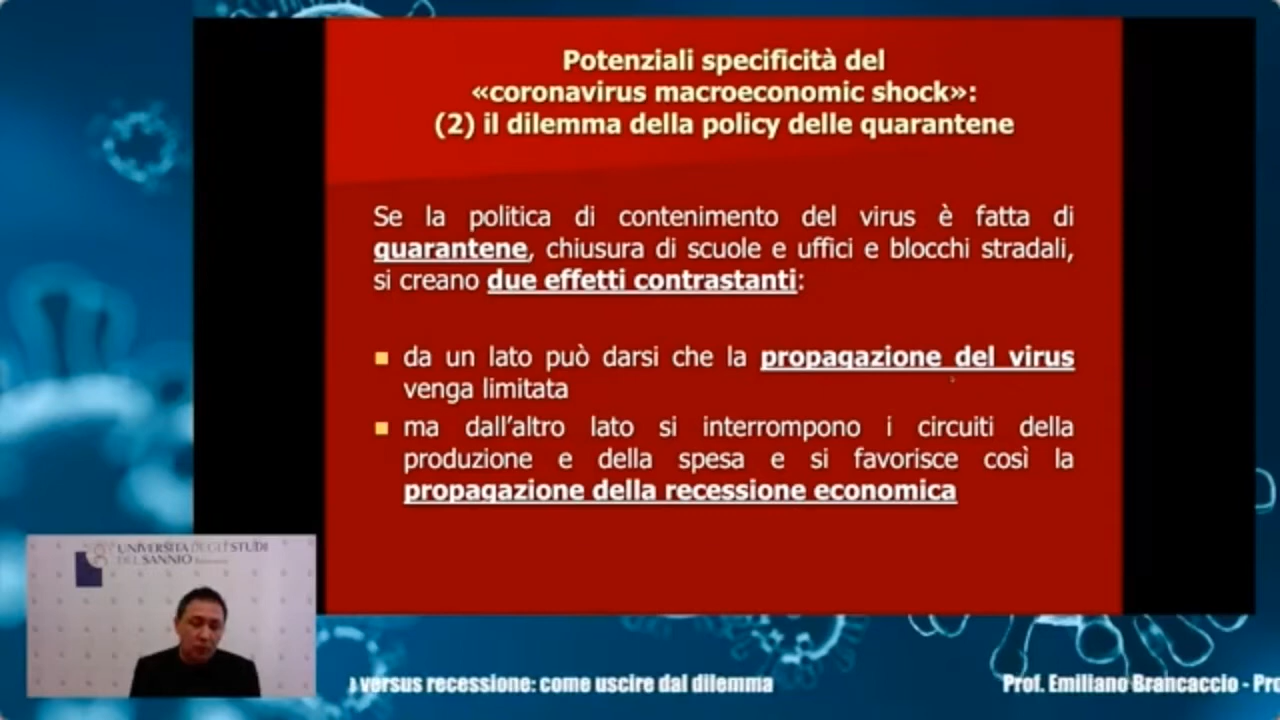 Potenziali specificità del
«coronavirus macroeconomic shock»:
(2) il dilemma della policy delle quarantene
Se la politica di contenimento del virus è fatta di
quarantene, chiusura di scuole e uffici e blocchi stradali,
si creano due effetti contrastanti:
da un lato può darsi che la propagazione del virus
venga limitata
ma dall'altro lato si interrompono i circuiti della
produzione e della spesa e si favorisce così la
propagazione della recessione economica
UNIVERSITÀ DEGLI STUDI
DEL SANNIO
versus recessione: come uscire dal dilemma
Prof. Emiliano Brancaccio - Pro